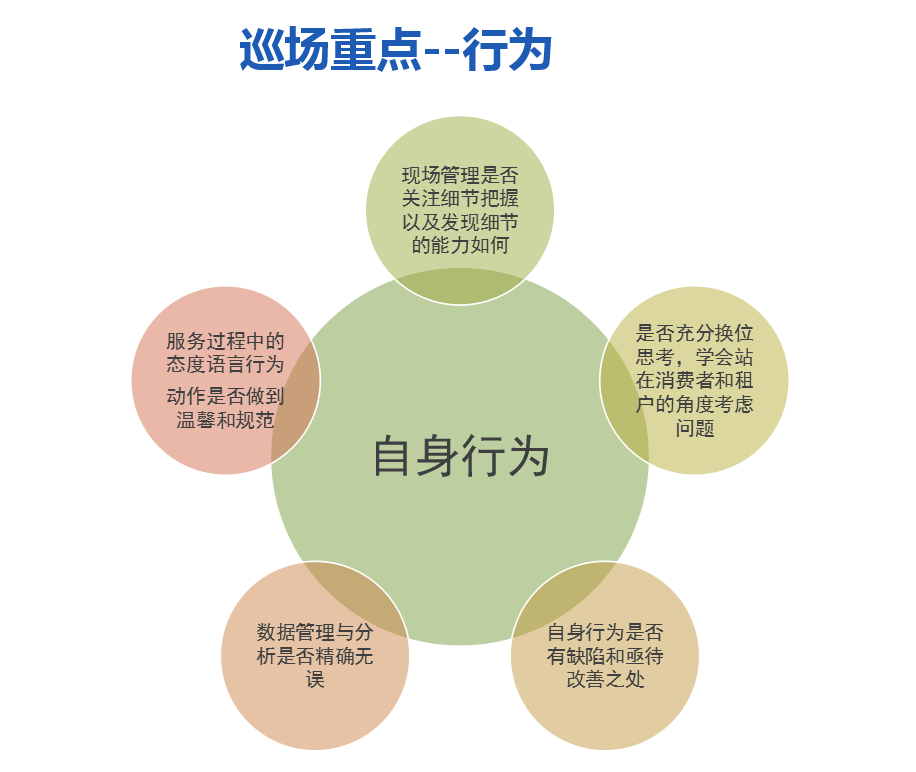 巡场重点--行为
现场管理是否
关注细节把握
以及发现细节
的能力如何
服务过程中的
态度语言行为
动作是否做到
温馨和规范
是否充分换位
思考，学会站
在消费者和租
户的角度考虑
问题
自身行为
数据管理与分
析是否精确无
误
自身行为是否
有缺陷和亟待
改善之处